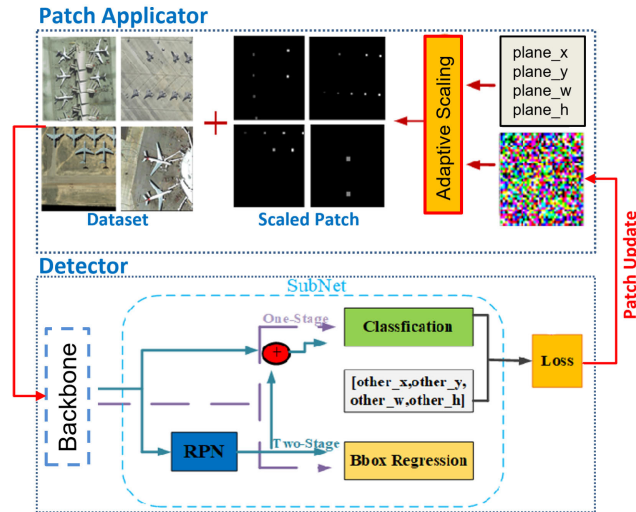 Patch Applicator
plane_x
plane_y
plane_w
plane_h
Adaptive Scaling
Dataset
Scaled Patch
Patch Update
Detector
SubNet
One-Stage
Classfication
Backbone
[other_x,other_y,
other_w,other_h]
Loss
Two-Stage
RPN
Bbox Regression